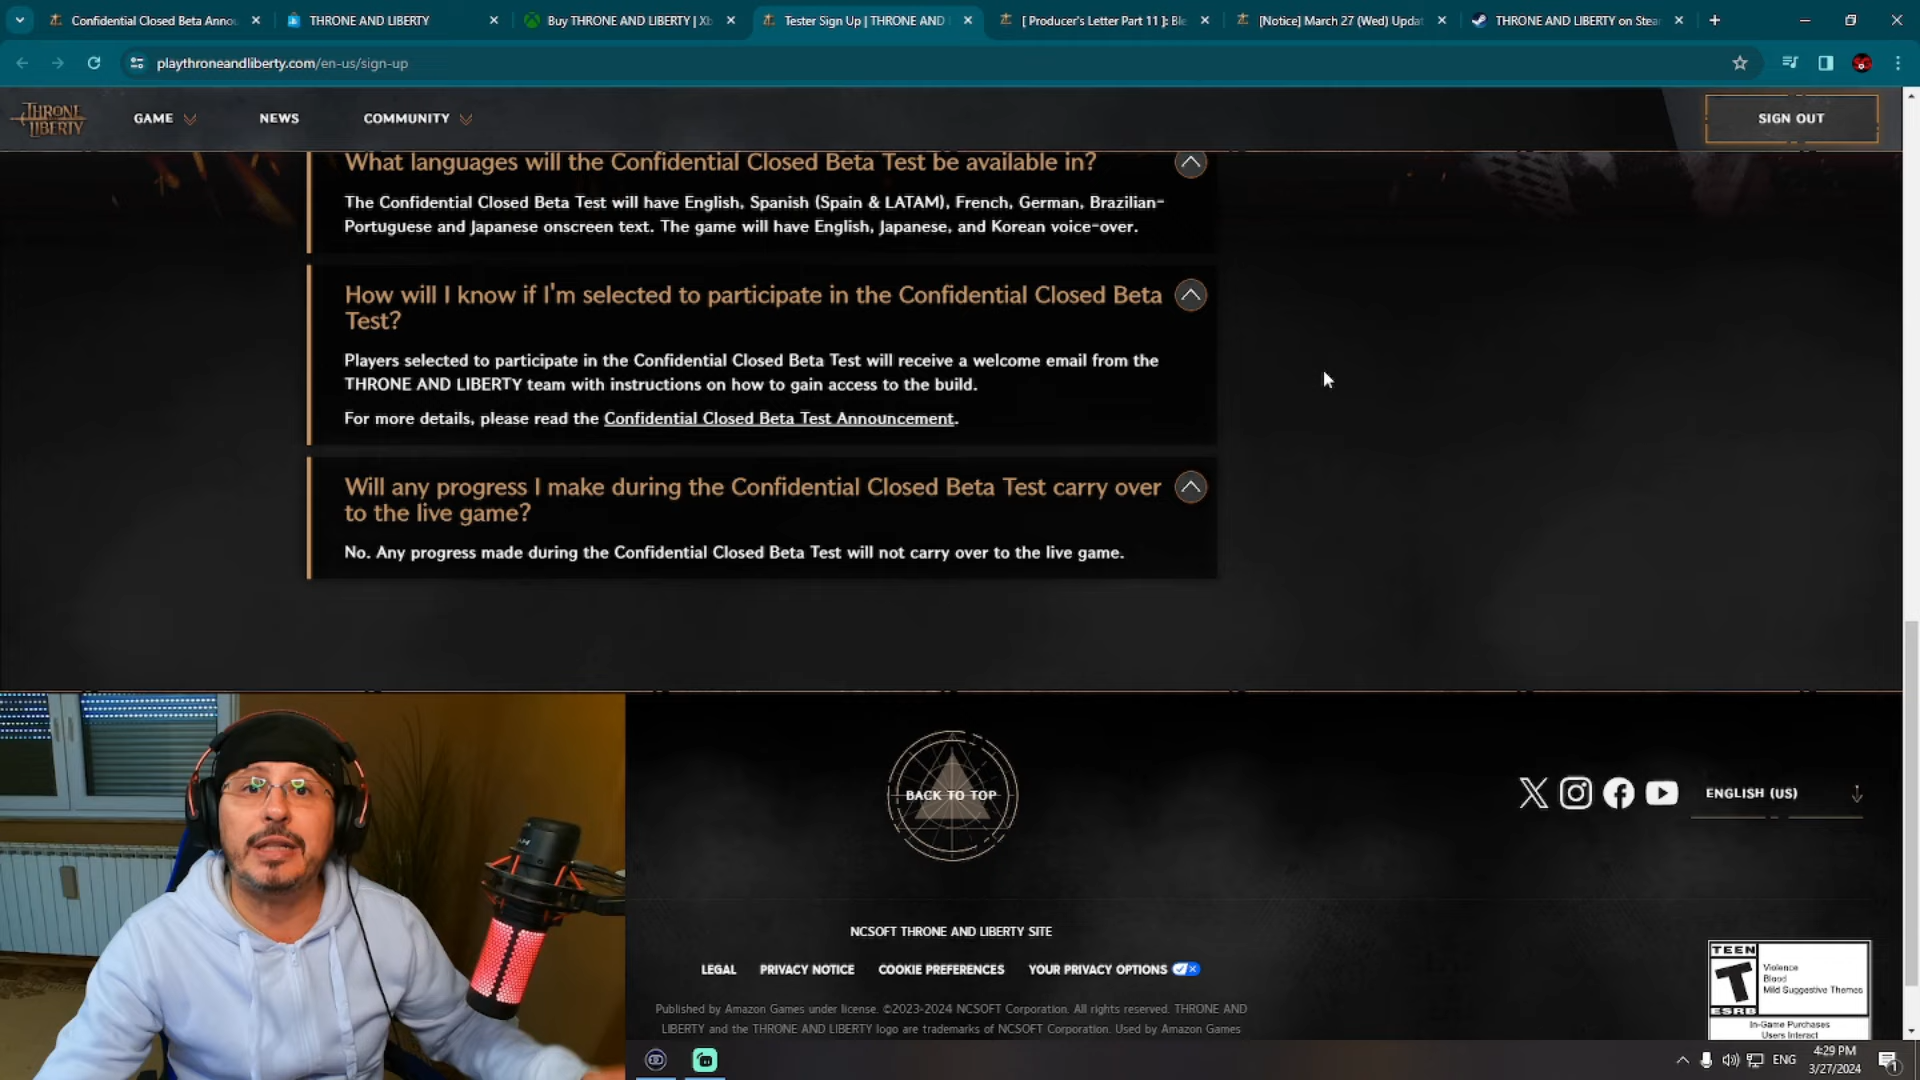 Confidential Closed Beta Annou
THRONE AND LIBERTY
Buy THRONE AND LIBERTY | Xb
Tester Sign Up | THRONE AND
[ Producer's Letter Part 11 ]: Ble
[Notice] March 27 (Wed) Updat
THRONE AND LIBERTY on Stea
playthroneandliberty.com/en-us/sign-up
THRONE
LIBERTY
GAME
NEWS
COMMUNITY
SIGN OUT
What languages will the Confidential Closed Beta Test be available in?
The Confidential Closed Beta Test will have English, Spanish (Spain & LATAM), French, German, Brazilian-
Portuguese and Japanese onscreen text. The game will have English, Japanese, and Korean voice-over.
How will I know if I'm selected to participate in the Confidential Closed Beta
Test?
Players selected to participate in the Confidential Closed Beta Test will receive a welcome email from the
THRONE AND LIBERTY team with instructions on how to gain access to the build.
For more details, please read the Confidential Closed Beta Test Announcement.
Will any progress I make during the Confidential Closed Beta Test carry over
to the live game?
No. Any progress made during the Confidential Closed Beta Test will not carry over to the live game.
BACK TO TOP
ENGLISH (US)
NCSOFT THRONE AND LIBERTY SITE
LEGAL PRIVACY NOTICE COOKIE PREFERENCES YOUR PRIVACY OPTIONS
Published by Amazon Games under license. ©2023-2024 NCSOFT Corporation. All rights reserved. THRONE AND
LIBERTY and the THRONE AND LIBERTY logo are trademarks of NCSOFT Corporation. Used by Amazon Games
TEEN
T
ESRB
Violence
Blood
Mild Suggestive Themes
In-Game Purchases
Users Interact
ENG
4:29 PM
3/27/2024
1